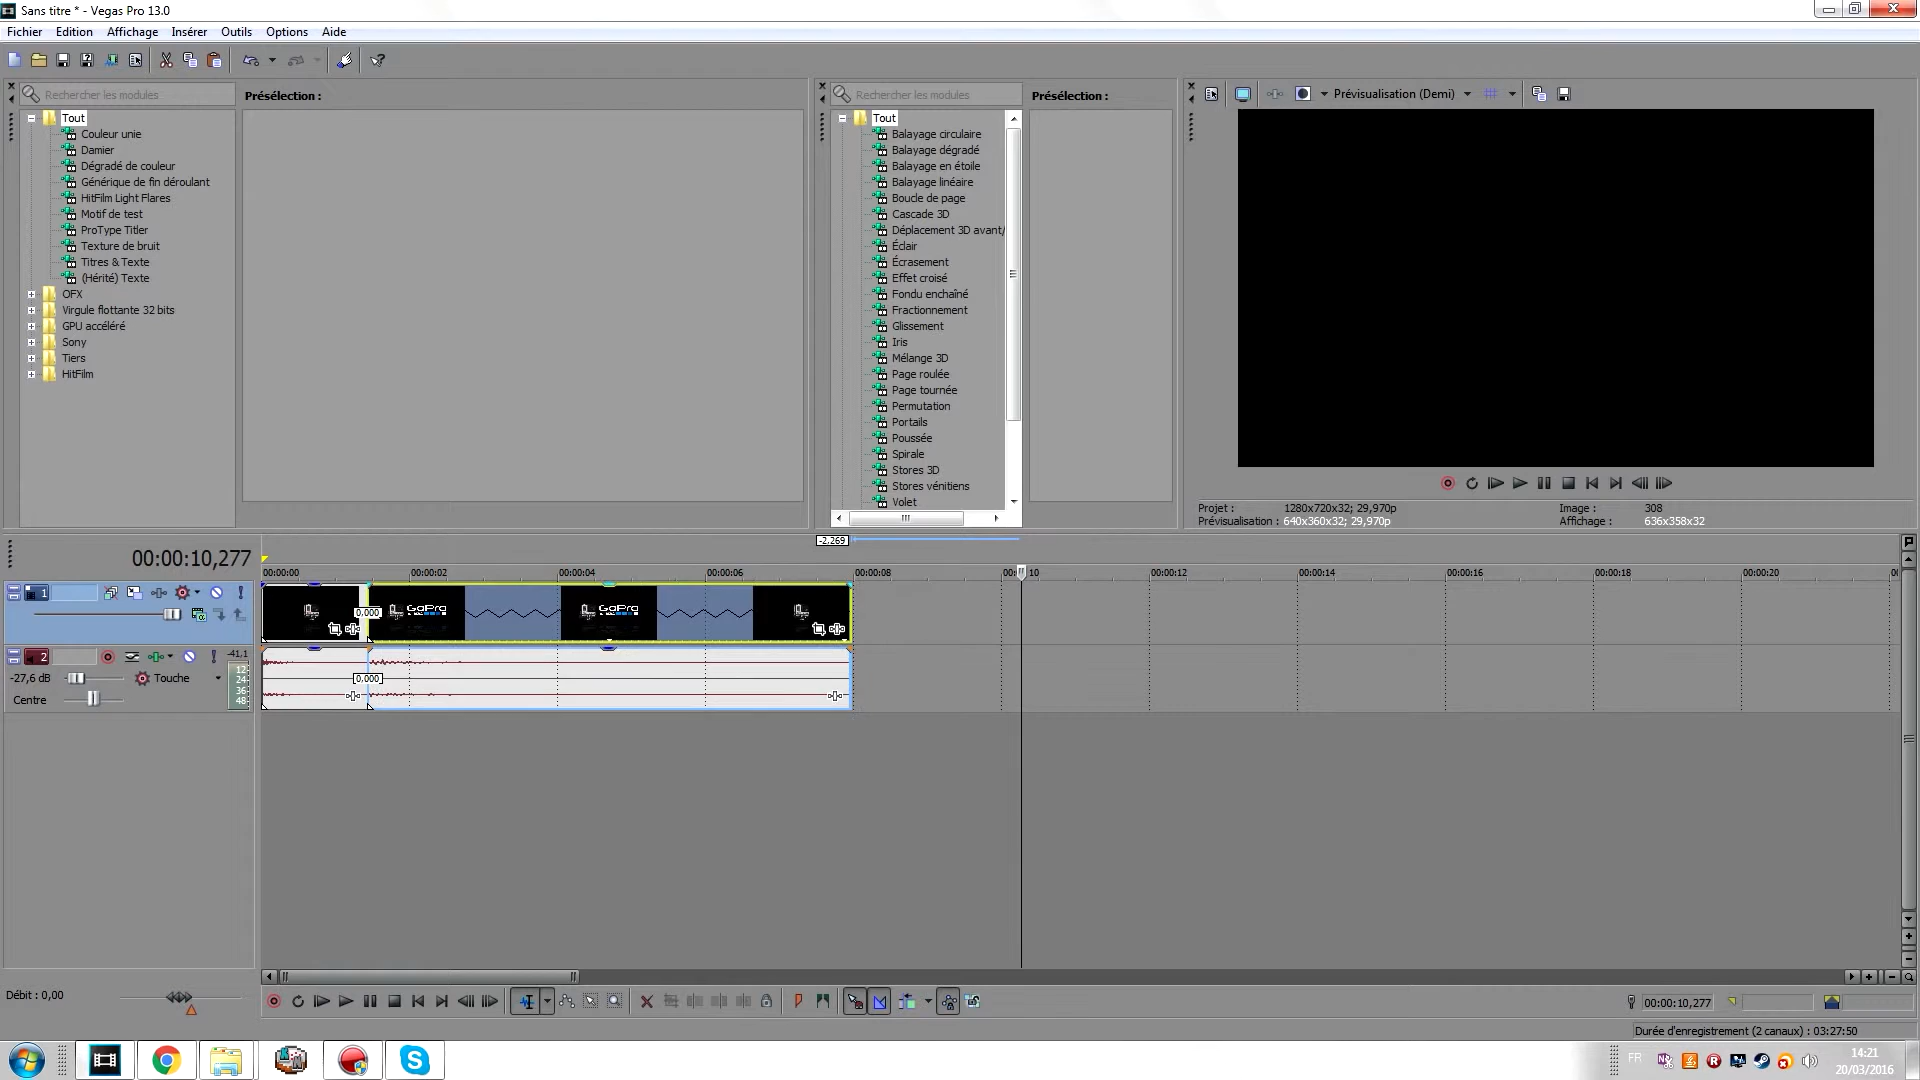 Sans titre * - Vegas Pro 13.0
Fichier Edition Affichage Insérer Outils Options Aide
Rechercher les modules
Présélection :
Tout
Couleur unie
Damier
Dégradé de couleur
Générique de fin déroulant
HitFilm Light Flares
Motif de test
ProType Titler
Texture de bruit
Titres & Texte
(Hérité) Texte
OFX
Virgule flottante 32 bits
GPU accéléré
Sony
Tiers
HitFilm
Rechercher les modules
Présélection :
Tout
Balayage circulaire
Balayage dégradé
Balayage en étoile
Balayage linéaire
Boucle de page
Cascade 3D
Déplacement 3D avant/
Éclair
Écrasement
Effet croisé
Fondu enchaîné
Fractionnement
Glissement
Iris
Mélange 3D
Page roulée
Page tournée
Permutation
Portails
Poussée
Spirale
Stores 3D
Stores vénitiens
Volet
Prévisualisation (Demi)
Projet : 1280x720x32; 29,970p Image : 308
Prévisualisation : 640x360x32; 29,970p Affichage : 636x358x32
-2.269
00:00:10,277
00:00:00 00:00:02 00:00:04 00:00:06 00:00:08 00: 10 00:00:12 00:00:14 00:00:16 00:00:18 00:00:20
1
0.000
GoPro
GoPro
2
-41,1
12
24
36
48
-27,6 dB
Touche
Centre
0.000
Débit : 0,00
00:00:10,277
Durée d'enregistrement (2 canaux) : 03:27:50
FR
14:21
20/03/2016